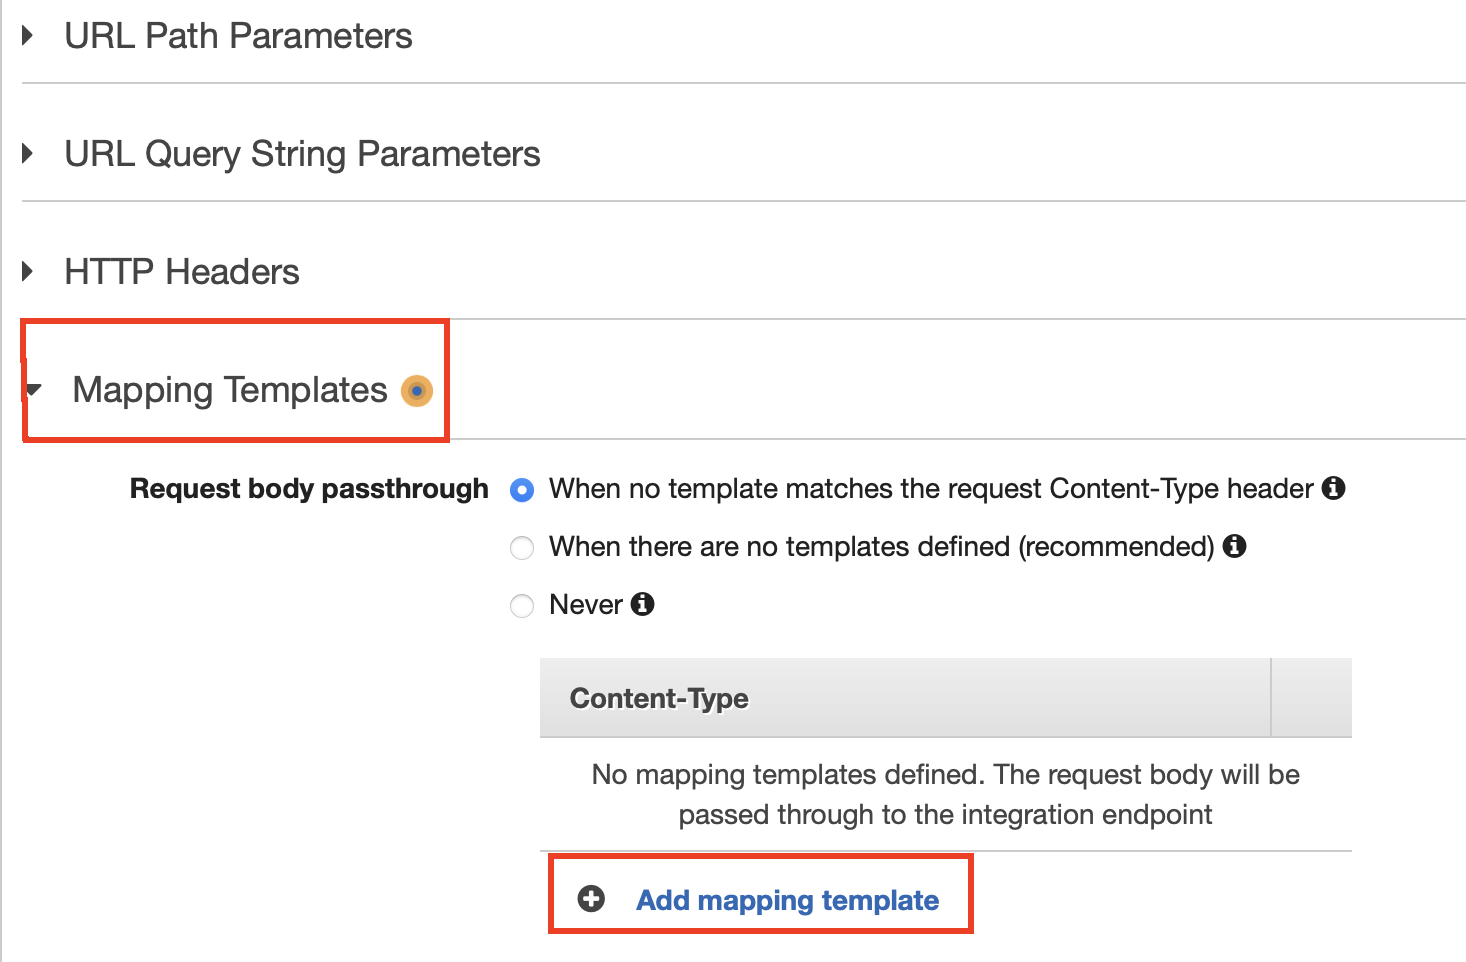 URL Path Parameters
URL Query String Parameters
HTTP Headers
Mapping Templates
Request body passthrough When no template matches the request Content-Type header
When there are no templates defined (recommended)
Never
Content-Type
No mapping templates defined. The request body will be
passed through to the integration endpoint
Add mapping template